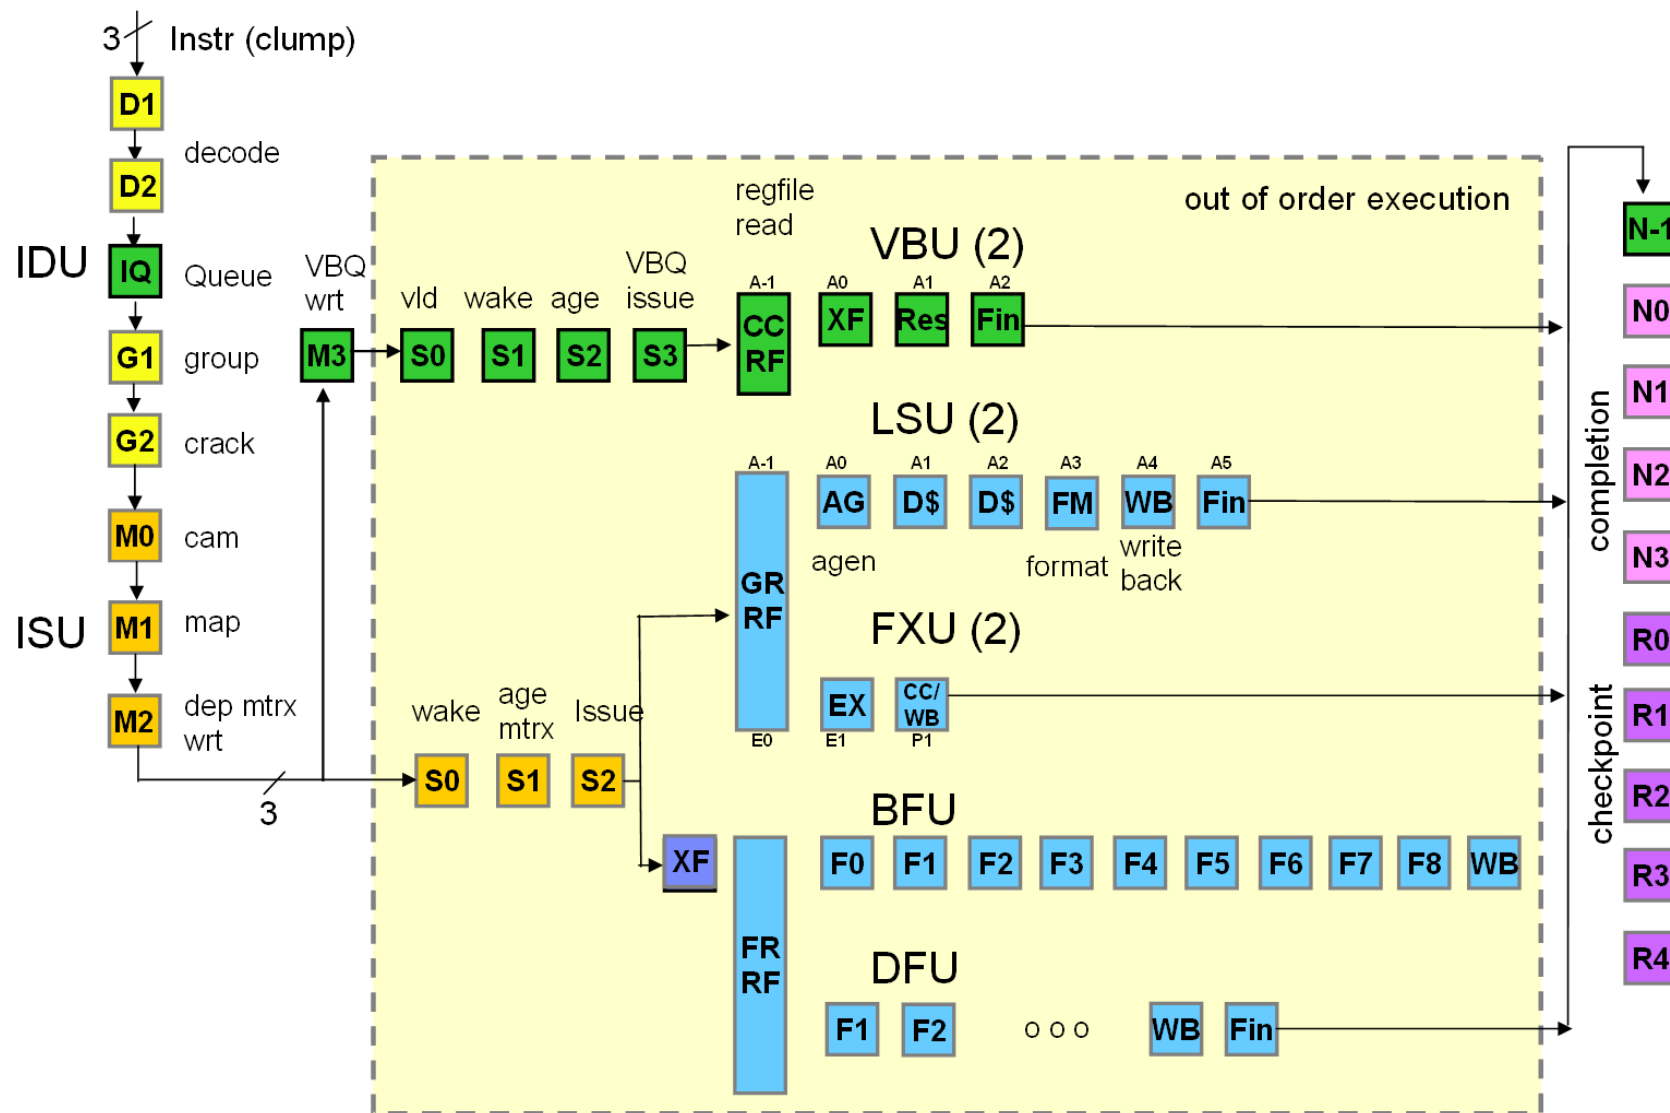 3 Instr (clump)
D1
decode
D2
IDU
IQ
Queue
G1
group
G2
crack
M0
cam
ISU
M1
map
M2
dep mtrx
wrt
3
VBQ
wrt
M3
out of order execution
vld
wake
age
VBQ
issue
S0
S1
S2
S3
regfile
read
A-1
CC
RF
VBU (2)
A0
A1
A2
XF
Res
Fin
LSU (2)
A-1
A0
A1
A2
A3
A4
A5
GR
RF
E0
AG
D$
D$
FM
WB
Fin
agen
format
write
back
FXU (2)
EX
CC/
WB
E1
P1
wake
age
mtrx
Issue
S0
S1
S2
XF
FR
RF
BFU
F0
F1
F2
F3
F4
F5
F6
F7
F8
WB
DFU
F1
F2
o o o
WB
Fin
completion
checkpoint
N-1
N0
N1
N2
N3
R0
R1
R2
R3
R4